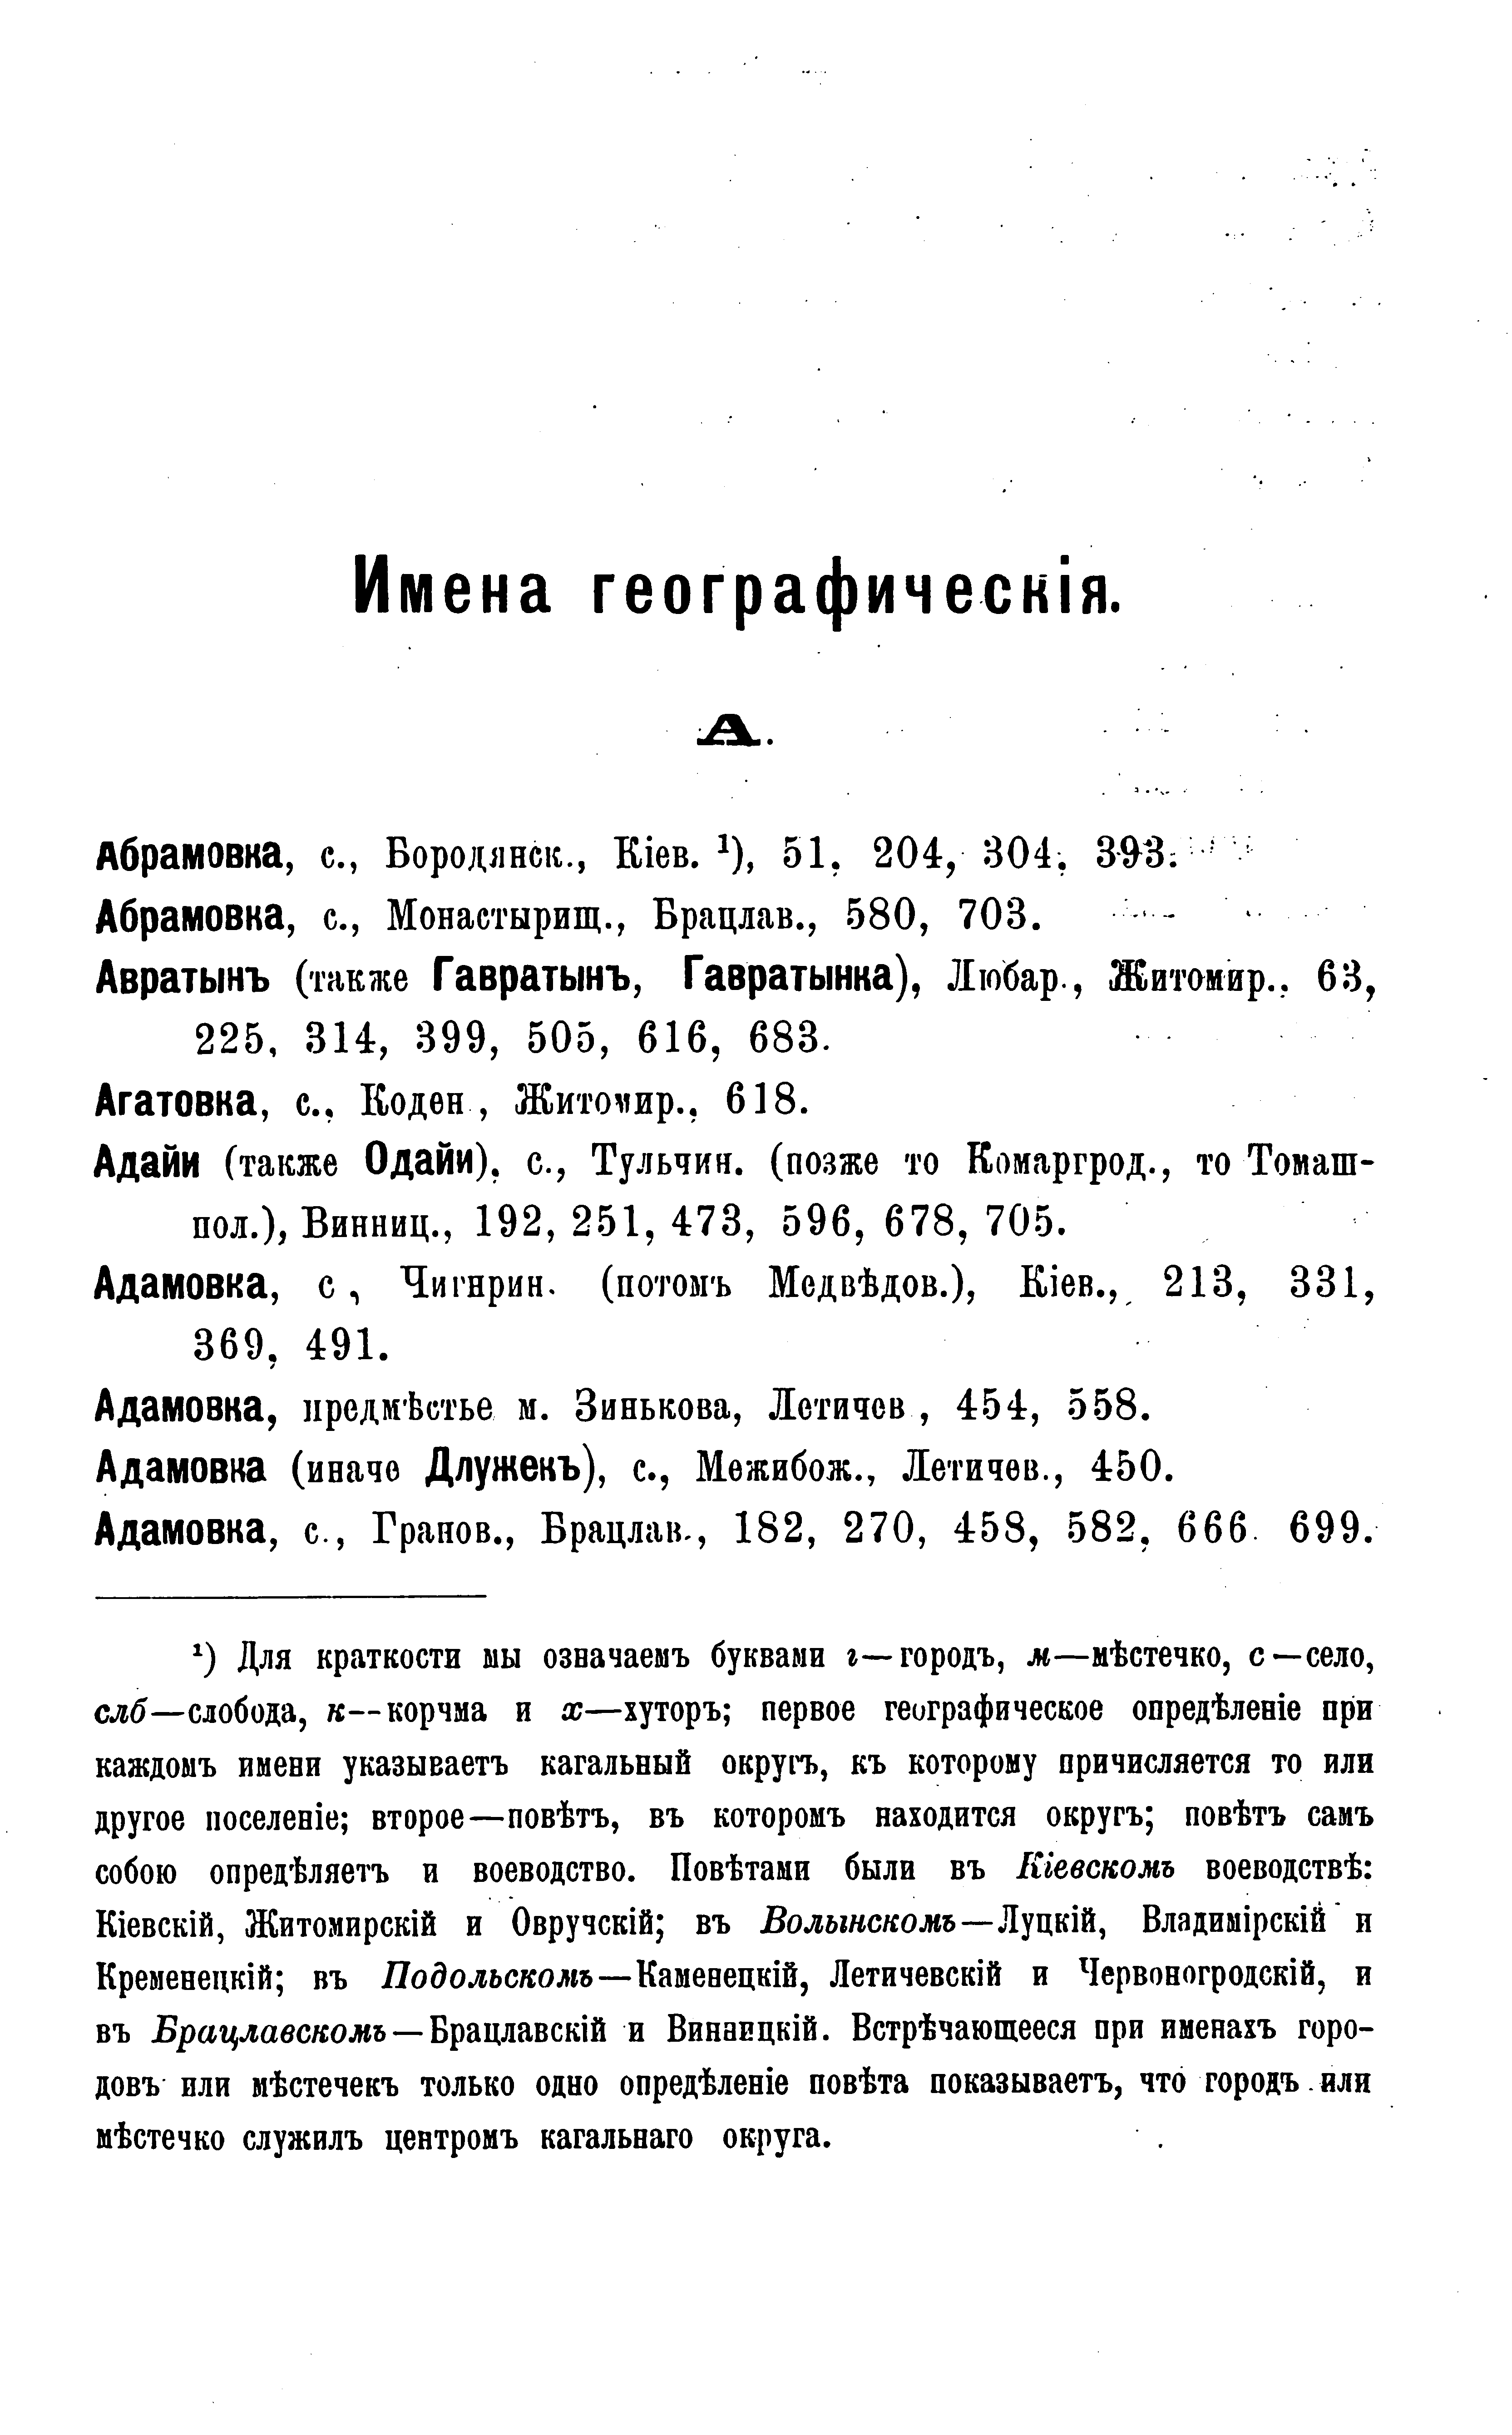 Имена географическія.
А.
Абрамовка, с., Бородянск., Кіев. ¹), 51, 204, 304, 393.
Абрамовка, с., Монастырищ., Брацлав., 580, 703.
Авратынъ (также Гавратынъ, Гавратынка), Любар., Житомир., 63,
225, 314, 399, 505, 616, 683.
Агатовка, с., Коден., Житомир., 618.
Адайи (также Одайи), с., Тульчин. (позже то Комаргрод., то Томаш-
пол.), Винниц., 192, 251, 473, 596, 678, 705.
Адамовка, с., Чигирин. (потомъ Медвѣдов.), Кіев., 213, 331,
369, 491.
Адамовка, предмѣстье м. Зинькова, Летичев., 454, 558.
Адамовка (иначе Длужекъ), с., Межибож., Летичев., 450.
Адамовка, с., Гранов., Брацлав., 182, 270, 458, 582, 666. 699.
¹) Для краткости мы означаемъ буквами г—городъ, м—мѣстечко, с—село,
слб—слобода, к—корчма и х—хуторъ; первое географическое опредѣленіе при
каждомъ имени указываетъ кагальный округъ, къ которому причисляется то или
другое поселеніе; второе—повѣтъ, въ которомъ находится округъ; повѣтъ самъ
собою опредѣляетъ и воеводство. Повѣтами были въ Кіевскомъ воеводствѣ:
Кіевскій, Житомирскій и Овручскій; въ Волынскомъ—Луцкій, Владимірскій и
Кременецкій; въ Подольскомъ—Каменецкій, Летичевскій и Червоногродскій, и
въ Брацлавскомъ—Брацлавскій и Винницкій. Встрѣчающееся при именахъ горо-
довъ или мѣстечекъ только одно опредѣленіе повѣта показываетъ, что городъ или
мѣстечко служилъ центромъ кагальнаго округа.